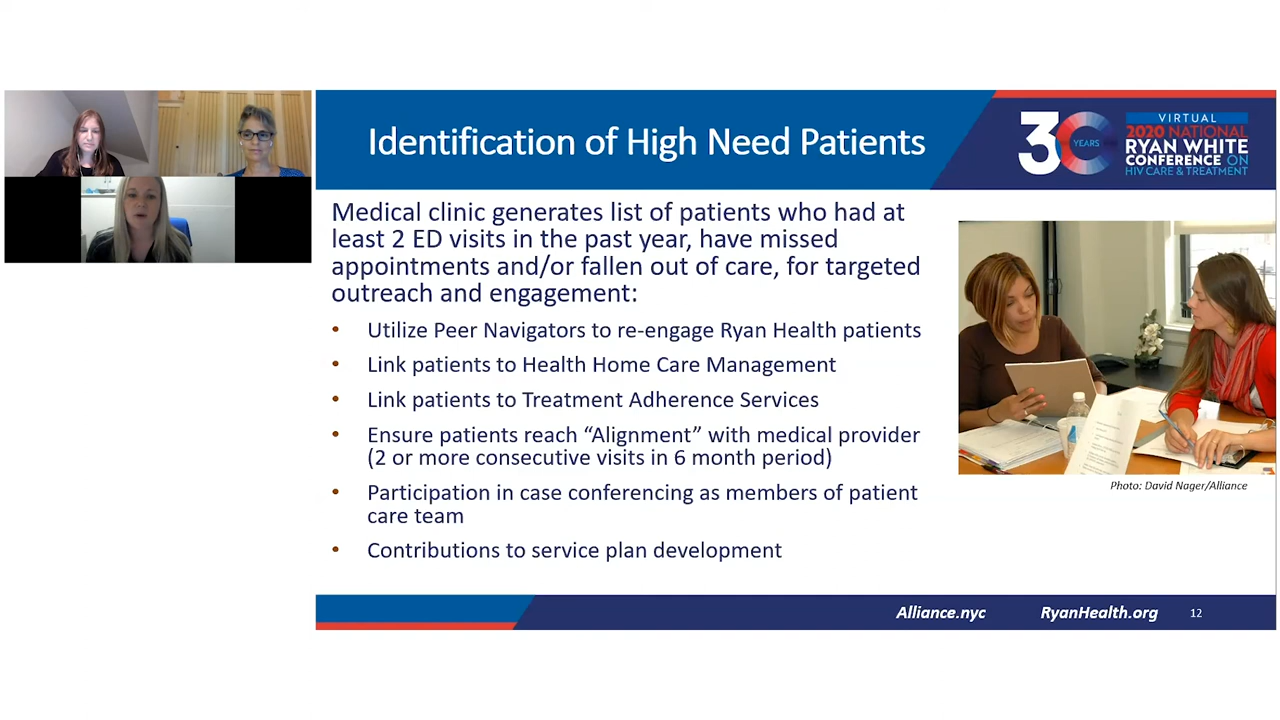 Identification of High Need Patients
30
YEARS
VIRTUAL
2020 NATIONAL
RYAN WHITE
CONFERENCE ON
HIV CARE & TREATMENT
Medical clinic generates list of patients who had at
least 2 ED visits in the past year, have missed
appointments and/or fallen out of care, for targeted
outreach and engagement:
• Utilize Peer Navigators to re-engage Ryan Health patients
• Link patients to Health Home Care Management
• Link patients to Treatment Adherence Services
• Ensure patients reach “Alignment” with medical provider
(2 or more consecutive visits in 6 month period)
• Participation in case conferencing as members of patient
care team
• Contributions to service plan development
Photo: David Nager/Alliance
Alliance.nyc
RyanHealth.org
12